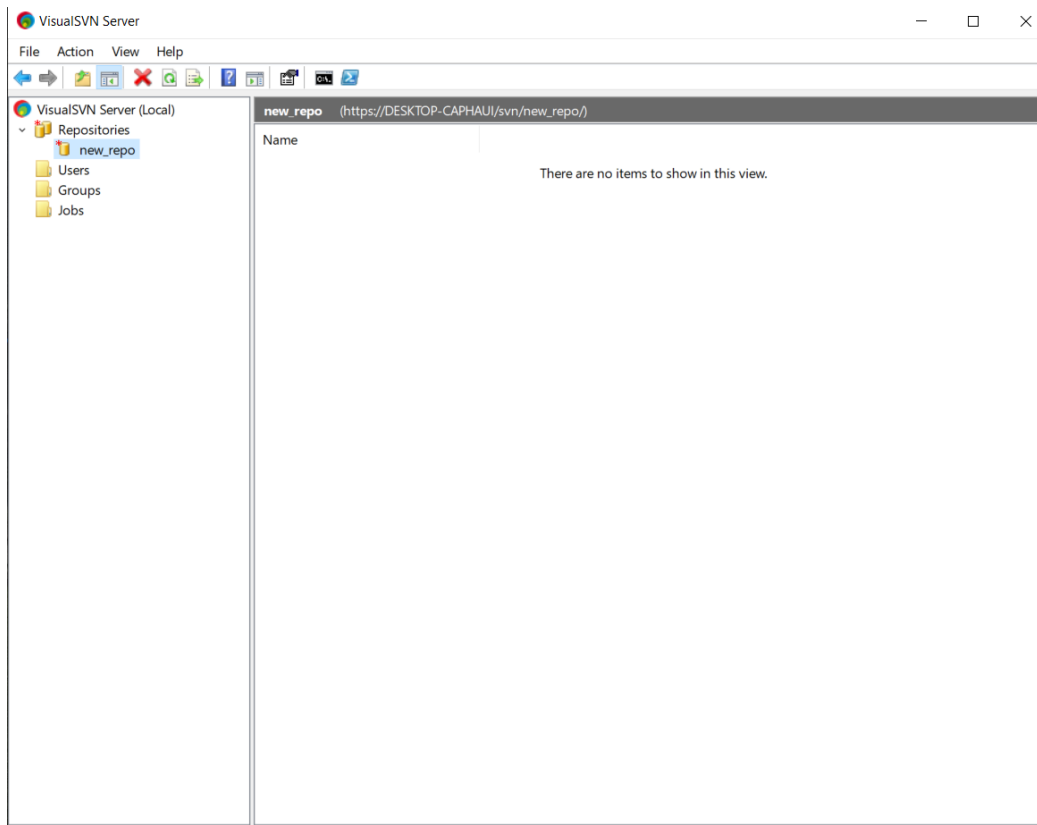 VisualSVN Server
File Action View Help
VisualSVN Server (Local)
Repositories
new_repo
Users
Groups
Jobs
new_repo (https://DESKTOP-CAPHAUI/svn/new_repo/)
Name
There are no items to show in this view.